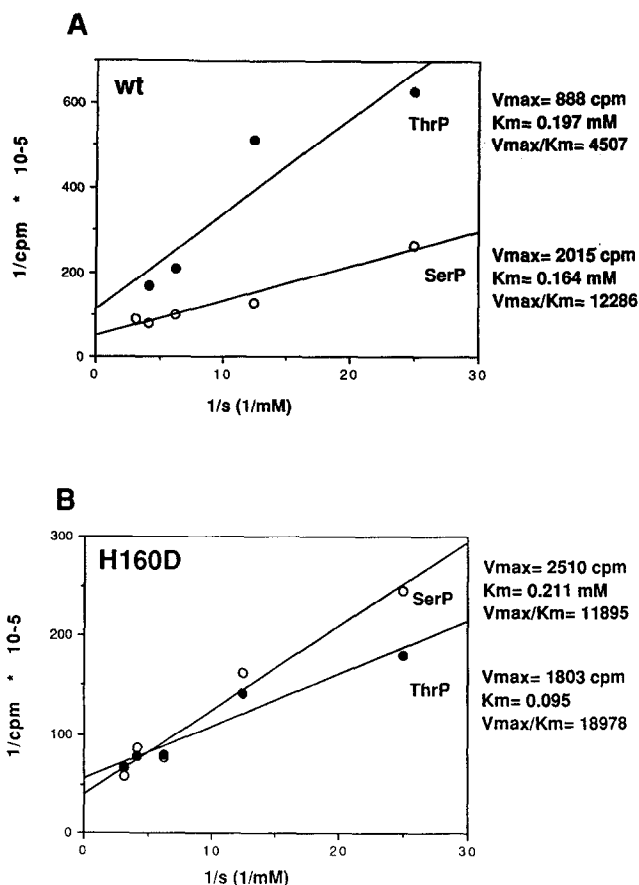 A
wt
1/cpm * 10-5
600
400
200
0
0
10
20
30
1/s (1/mM)
ThrP
SerP
Vmax= 888 cpm
Km= 0.197 mM
Vmax/Km= 4507
Vmax= 2015 cpm
Km= 0.164 mM
Vmax/Km= 12286
B
H160D
1/cpm * 10-5
300
200
100
0
0
10
20
30
1/s (1/mM)
SerP
ThrP
Vmax= 2510 cpm
Km= 0.211 mM
Vmax/Km= 11895
Vmax= 1803 cpm
Km= 0.095
Vmax/Km= 18978